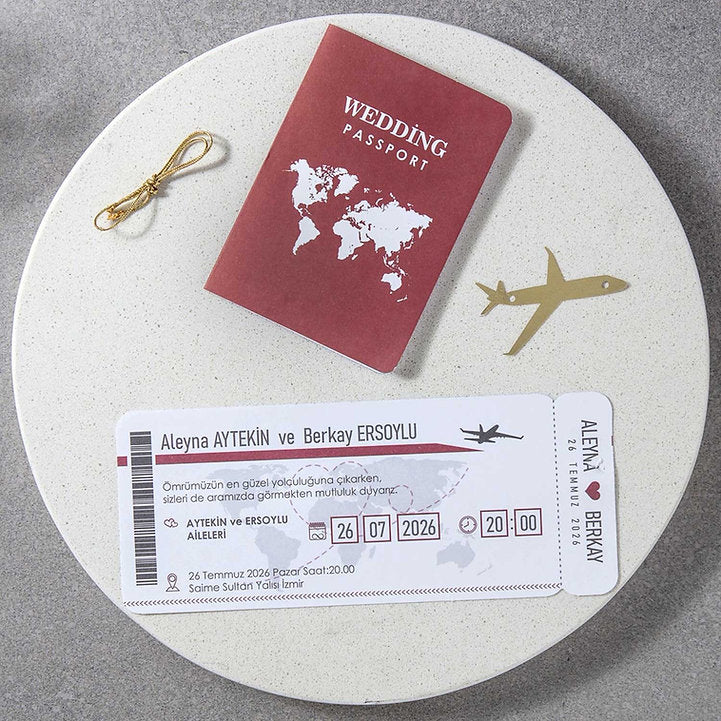 WEDDİNG
PASSPORT
Aleyna AYTEKİN ve Berkay ERSOYLU
Ömrümüzün en güzel yolculuğuna çıkarken,
sizleri de aramızda görmekten mutluluk duyarız.
AYTEKİN ve ERSOYLU
AİLELERİ
26 07 2026
20:00
26 Temmuz 2026 Pazar Saat:20.00
Saime Sultan Yalısı İzmir
ALEYNA BERKAY
26 TEMMUZ 2026